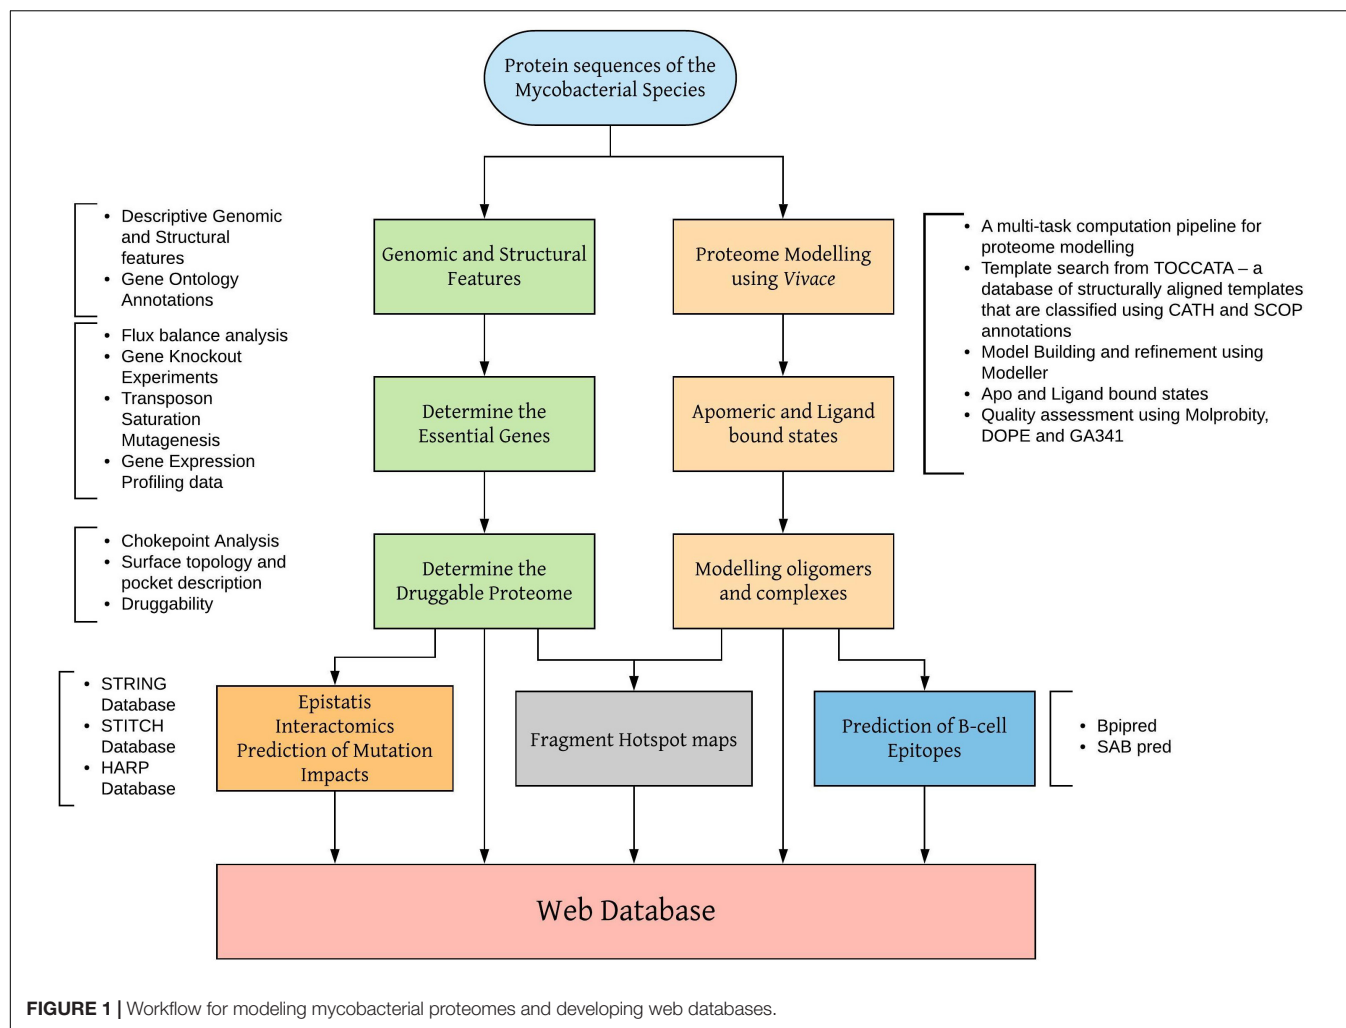 Protein sequences of the
Mycobacterial Species
• Descriptive Genomic
and Structural
features
• Gene Ontology
Annotations
Genomic and Structural
Features
Proteome Modelling
using Vivace
• A multi-task computation pipeline for
proteome modelling
• Template search from TOCCATA – a
database of structurally aligned templates
that are classified using CATH and SCOP
annotations
• Model Building and refinement using
Modeller
• Apo and Ligand bound states
• Quality assessment using Molprobity,
DOPE and GA341
• Flux balance analysis
• Gene Knockout
Experiments
• Transposon
Saturation
Mutagenesis
• Gene Expression
Profiling data
Determine the
Essential Genes
Apomeric and Ligand
bound states
• Chokepoint Analysis
• Surface topology and
pocket description
• Druggability
Determine the
Druggable Proteome
Modelling oligomers
and complexes
• STRING
Database
• STITCH
Database
• HARP
Database
Epistatis
Interactomics
Prediction of Mutation
Impacts
Fragment Hotspot maps
Prediction of B-cell
Epitopes
• Bpipred
• SAB pred
Web Database
FIGURE 1 | Workflow for modeling mycobacterial proteomes and developing web databases.